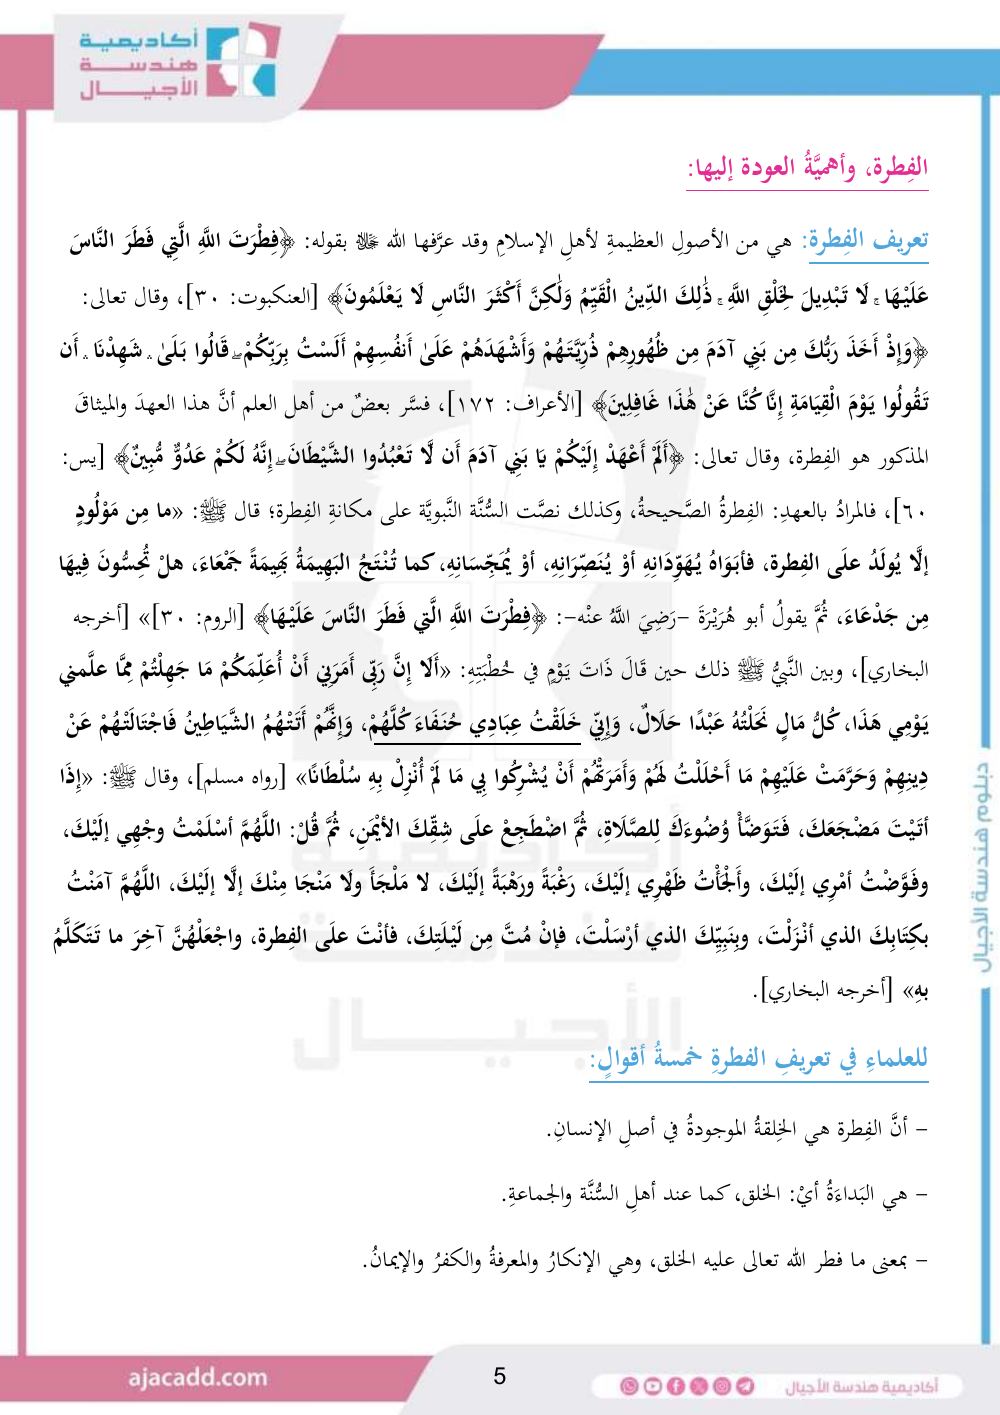 أكاديمية
هندسة
الأجيال
الفِطرة، وأهميَّةُ العودة إليها:
تعريف الفِطرة: هي من الأصولِ العظيمةِ لأهلِ الإسلامِ وقد عرَّفها الله ﷻ بقوله: ﴿فِطْرَتَ اللَّهِ الَّتِي فَطَرَ النَّاسَ
عَلَيْهَا ۚ لَا تَبْدِيلَ لِخَلْقِ اللَّهِ ۚ ذَٰلِكَ الدِّينُ الْقَيِّمُ وَلَٰكِنَّ أَكْثَرَ النَّاسِ لَا يَعْلَمُونَ﴾ [العنكبوت: ٣٠]، وقال تعالى:
﴿وَإِذْ أَخَذَ رَبُّكَ مِن بَنِي آدَمَ مِن ظُهُورِهِمْ ذُرِّيَّتَهُمْ وَأَشْهَدَهُمْ عَلَىٰ أَنفُسِهِمْ أَلَسْتُ بِرَبِّكُمْ ۖ قَالُوا بَلَىٰ ۛ شَهِدْنَا ۛ أَن
تَقُولُوا يَوْمَ الْقِيَامَةِ إِنَّا كُنَّا عَنْ هَٰذَا غَافِلِينَ﴾ [الأعراف: ١٧٢]، فسَّر بعضٌ من أهل العلم أنَّ هذا العهدَ والميثاقَ
المذكور هو الفِطرة، وقال تعالى: ﴿أَلَمْ أَعْهَدْ إِلَيْكُمْ يَا بَنِي آدَمَ أَن لَّا تَعْبُدُوا الشَّيْطَانَ ۖ إِنَّهُ لَكُمْ عَدُوٌّ مُّبِينٌ﴾ [يس:
٦٠]، فالمرادُ بالعهدِ: الفِطرةُ الصَّحيحةُ، وكذلك نصَّت السُّنَّة النَّبويَّة على مكانةِ الفِطرة؛ قال ﷺ: «ما مِن مَوْلُودٍ
إلَّا يُولَدُ علَى الفِطرة، فأبَوَاهُ يُهَوِّدَانِهِ أوْ يُنَصِّرَانِهِ، أوْ يُمَجِّسَانِهِ، كما تُنْتَجُ البَهِيمَةُ بَهِيمَةً جَمْعَاءَ، هلْ تُحِسُّونَ فِيهَا
مِن جَدْعَاءَ، ثُمَّ يقولُ أبو هُرَيْرَةَ -رَضِيَ اللَّهُ عنْه-: ﴿فِطْرَتَ اللَّهِ الَّتي فَطَرَ النَّاسَ عَلَيْهَا﴾ [الروم: ٣٠]» [أخرجه
البخاري]، وبين النَّبيُّ ﷺ ذلك حين قَالَ ذَاتَ يَوْمٍ في خُطْبَتِهِ: «أَلَا إِنَّ رَبِّي أَمَرَنِي أَنْ أُعَلِّمَكُمْ مَا جَهِلْتُمْ مِمَّا علَّمني
يَوْمِي هَذَا، كُلُّ مَالٍ نَحَلْتُهُ عَبْدًا حَلَالٌ، وَإِنِّي خَلَقْتُ عِبَادِي حُنَفَاءَ كُلَّهُمْ، وَإِنَّهُمْ أَتَتْهُمُ الشَّيَاطِينُ فَاجْتَالَتْهُمْ عَنْ
دِينِهِمْ وَحَرَّمَتْ عَلَيْهِمْ مَا أَحْلَلْتُ لَهُمْ وَأَمَرَتْهُمْ أَنْ يُشْرِكُوا بِي مَا لَمْ أُنْزِلْ بِهِ سُلْطَانًا» [رواه مسلم]، وقال ﷺ: «إِذَا
أتَيْتَ مَضْجَعَكَ، فَتَوَضَّأْ وُضُوءَكَ لِلصَّلَاةِ، ثُمَّ اضْطَجِعْ علَى شِقِّكَ الأيْمَنِ، ثُمَّ قُلْ: اللَّهُمَّ أسْلَمْتُ وجْهِي إلَيْكَ،
وفَوَّضْتُ أمْرِي إلَيْكَ، وأَلْجَأْتُ ظَهْرِي إلَيْكَ، رَغْبَةً ورَهْبَةً إلَيْكَ، لا مَلْجَأَ ولَا مَنْجَا مِنْكَ إلَّا إلَيْكَ، اللَّهُمَّ آمَنْتُ
بكِتَابِكَ الذي أنْزَلْتَ، وبِنَبِيِّكَ الذي أرْسَلْتَ، فإنْ مُتَّ مِن لَيْلَتِكَ، فأنْتَ علَى الفِطرة، واجْعَلْهُنَّ آخِرَ ما تَتَكَلَّمُ
بهِ» [أخرجه البخاري].
للعلماءِ في تعريفِ الفطرةِ خمسةُ أقوالٍ:
- أنَّ الفِطرة هي الخِلقةُ الموجودةُ في أصلِ الإنسانِ.
- هي البَداءَةُ أيْ: الخلق، كما عند أهلِ السُّنَّة والجماعةِ.
- بمعنى ما فطر الله تعالى عليه الخلق، وهي الإنكارُ والمعرفةُ والكفرُ والإيمانُ.
دبلوم هندسة الأجيال
أكاديمية
هندسة
الأجيال
ajacadd.com
5
أكاديمية هندسة الأجيال